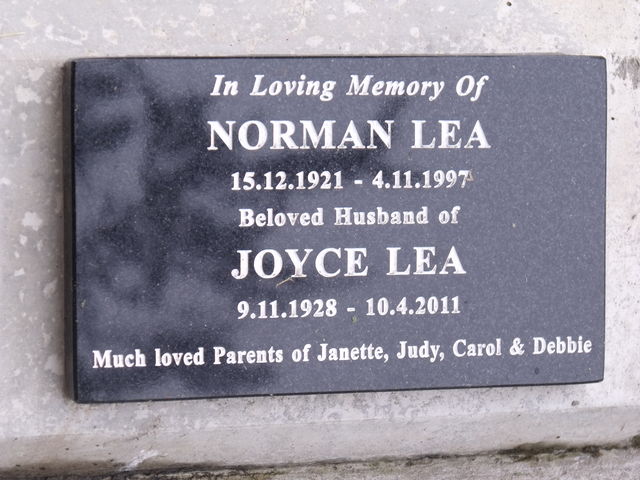 In Loving Memory Of
NORMAN LEA
15.12.1921 - 4.11.1997
Beloved Husband of
JOYCE LEA
9.11.1928 - 10.4.2011
Much loved Parents of Janette, Judy, Carol & Debbie